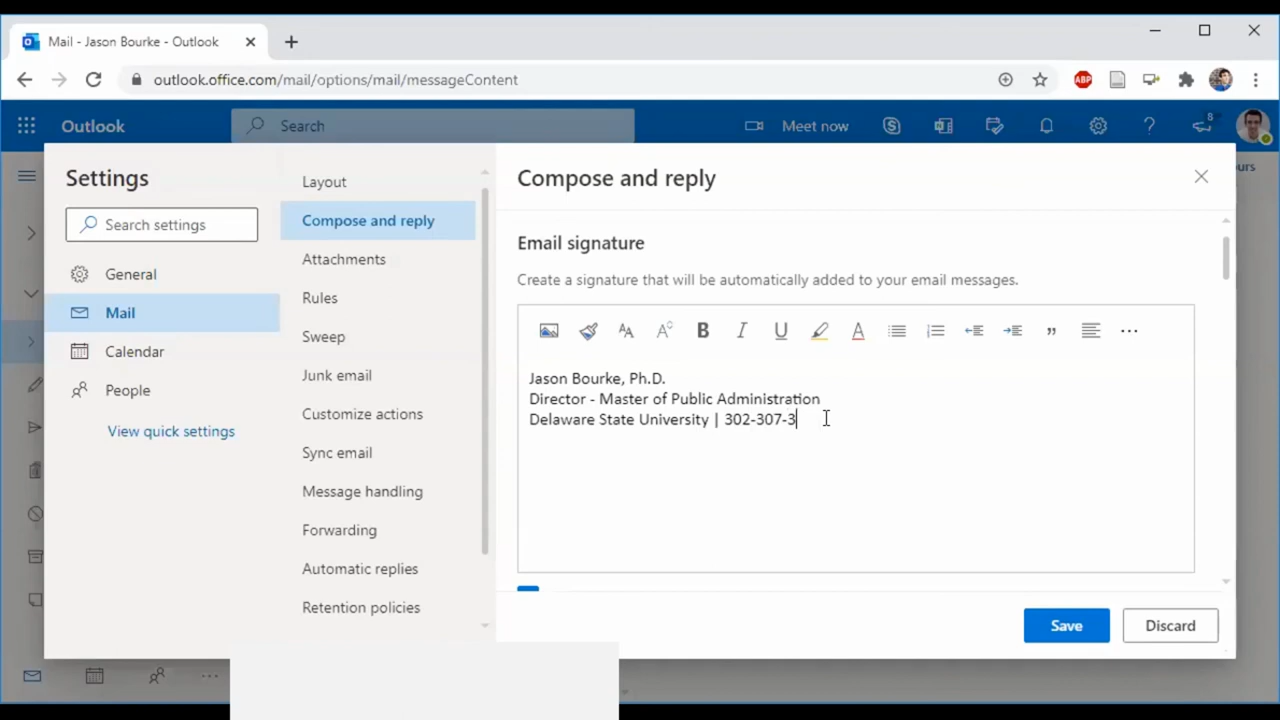 Mail - Jason Bourke - Outlook
outlook.office.com/mail/options/mail/messageContent
ABP
Outlook
Search
Meet now
8
Settings
Search settings
General
Mail
Calendar
People
View quick settings
Layout
Compose and reply
Attachments
Rules
Sweep
Junk email
Customize actions
Sync email
Message handling
Forwarding
Automatic replies
Retention policies
Compose and reply
Email signature
Create a signature that will be automatically added to your email messages.
Jason Bourke, Ph.D.
Director - Master of Public Administration
Delaware State University | 302-307-3
Save
Discard